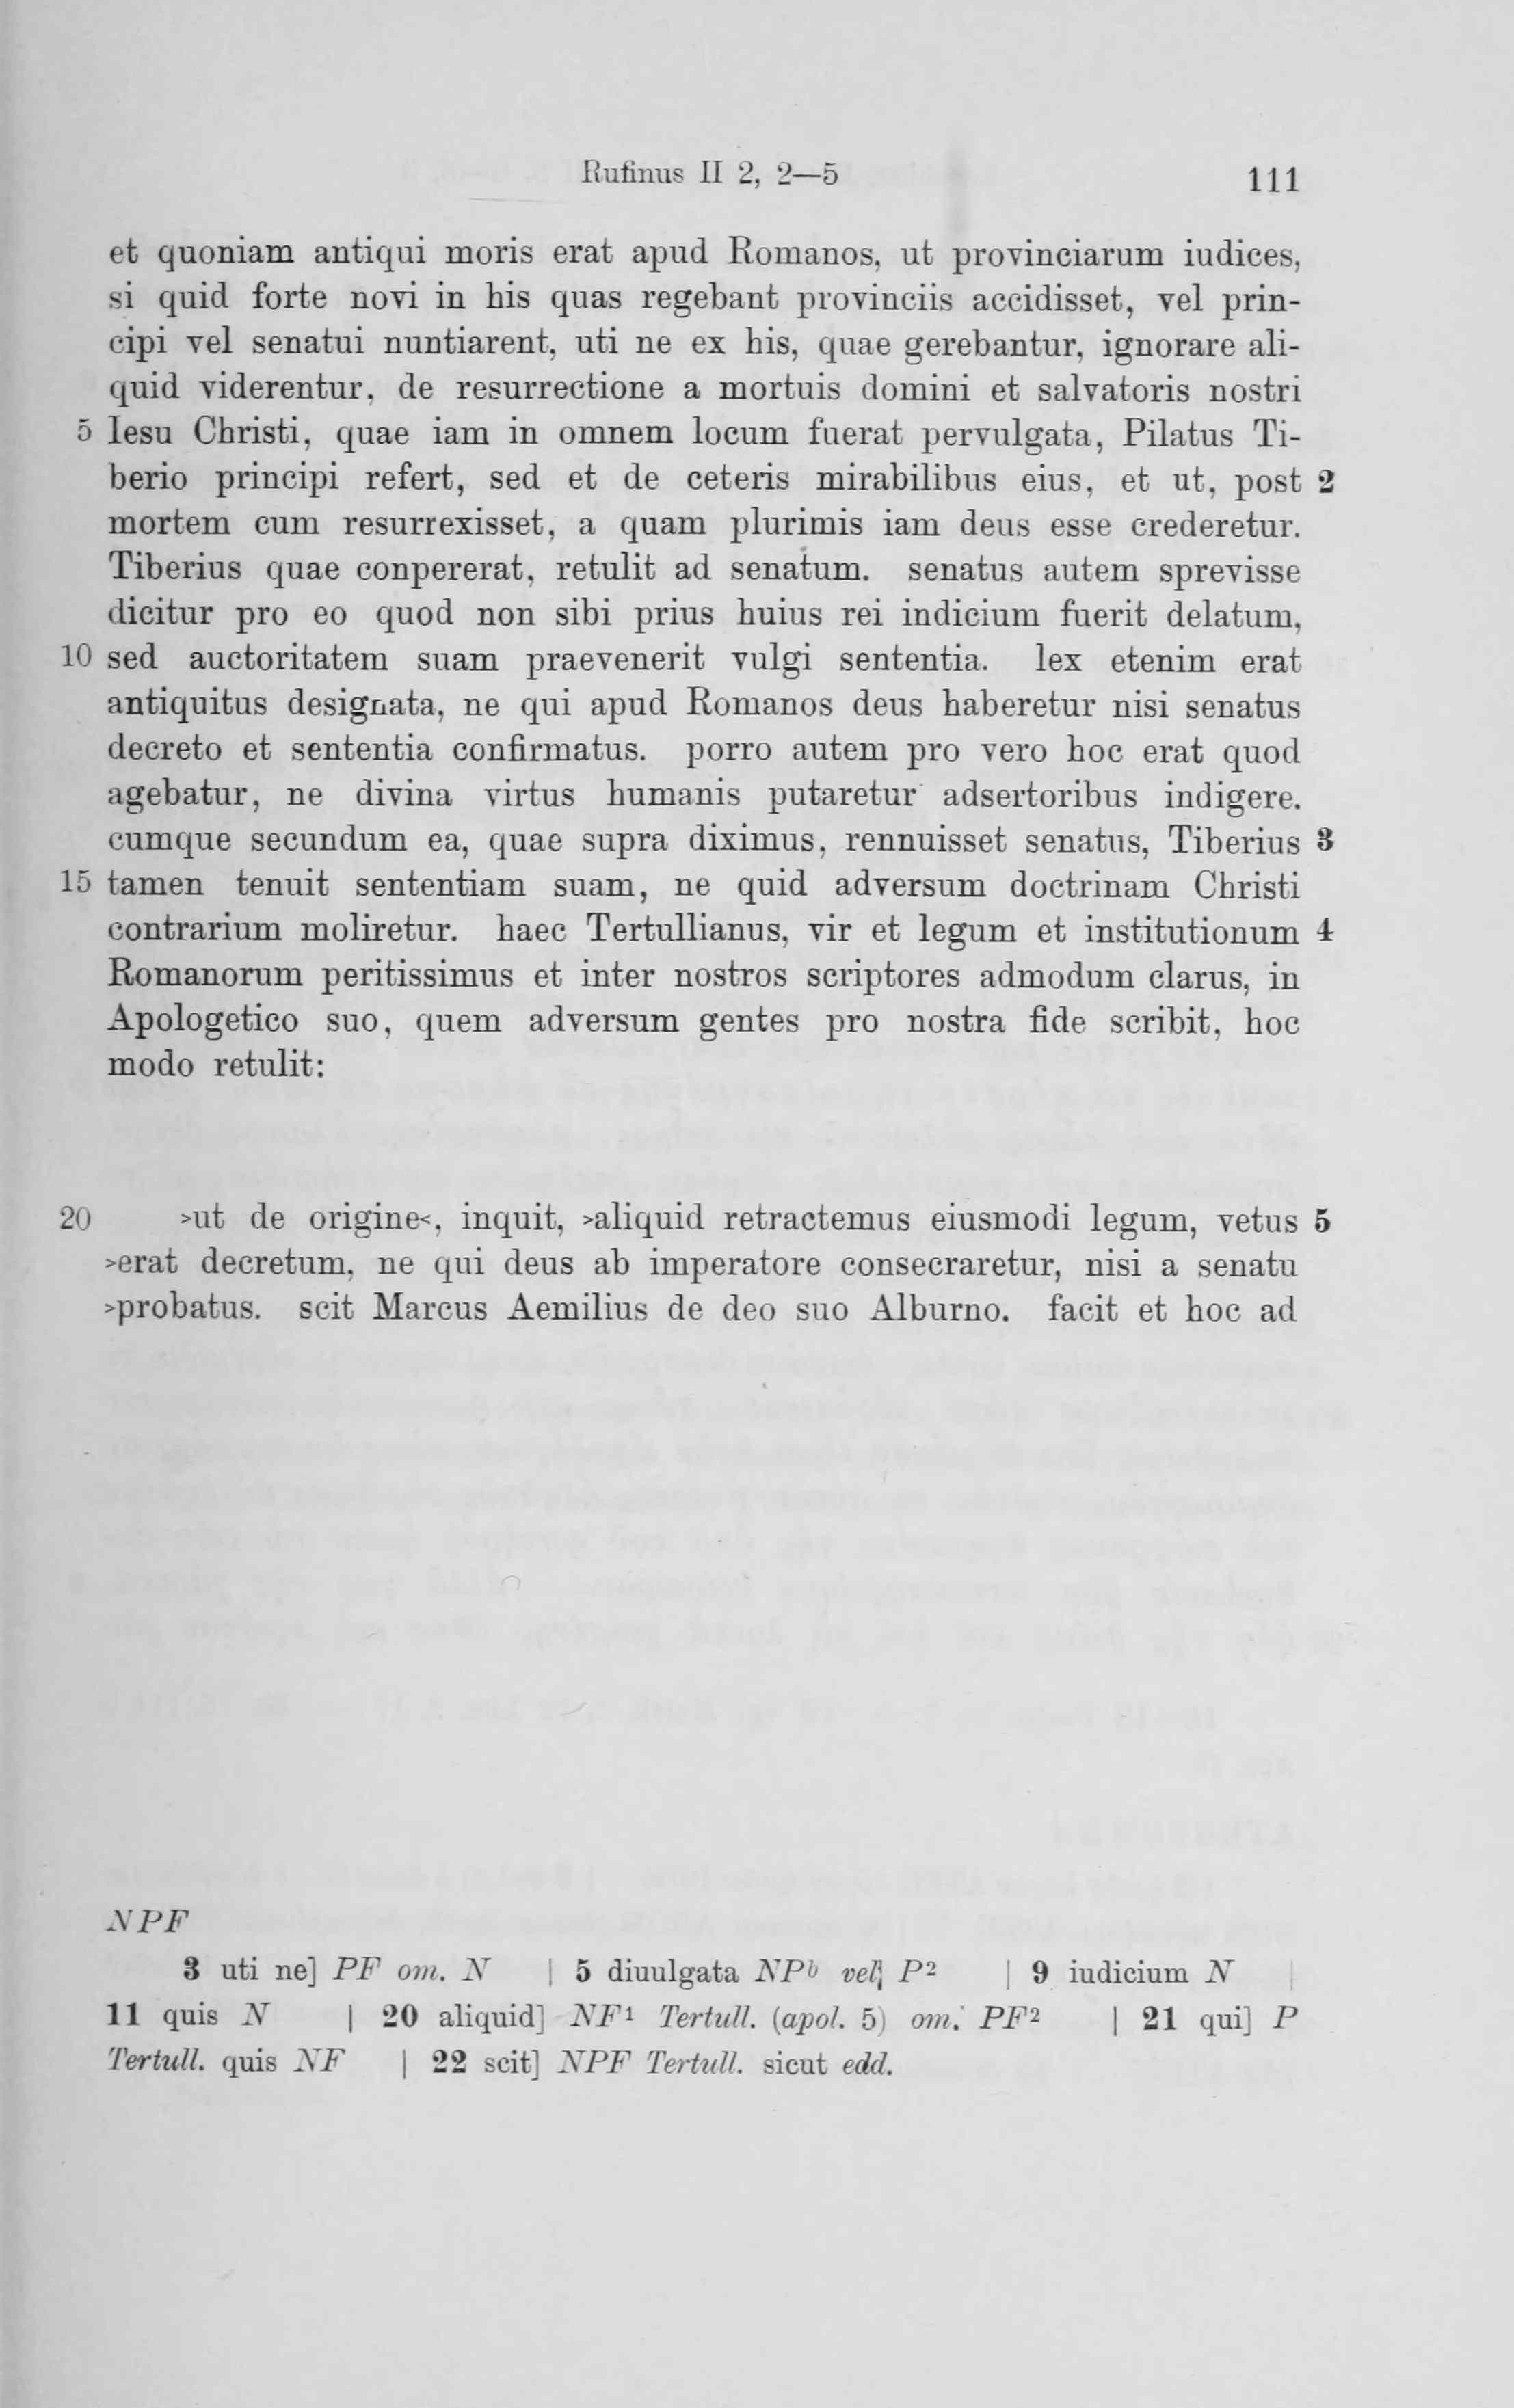 Rufinus II 2, 2—5 111
et quoniam antiqui moris erat apud Romanos, ut provinciarum iudices,
si quid forte novi in his quas regebant provinciis accidisset, vel prin-
cipi vel senatui nuntiarent, uti ne ex his, quae gerebantur, ignorare ali-
quid viderentur, de resurrectione a mortuis domini et salvatoris nostri
5 Iesu Christi, quae iam in omnem locum fuerat pervulgata, Pilatus Ti-
berio principi refert, sed et de ceteris mirabilibus eius, et ut, post 2
mortem cum resurrexisset, a quam plurimis iam deus esse crederetur.
Tiberius quae conpererat, retulit ad senatum. senatus autem sprevisse
dicitur pro eo quod non sibi prius huius rei indicium fuerit delatum,
10 sed auctoritatem suam praevenerit vulgi sententia. lex etenim erat
antiquitus designata, ne qui apud Romanos deus haberetur nisi senatus
decreto et sententia confirmatus. porro autem pro vero hoc erat quod
agebatur, ne divina virtus humanis putaretur adsertoribus indigere.
cumque secundum ea, quae supra diximus, rennuisset senatus, Tiberius 3
15 tamen tenuit sententiam suam, ne quid adversum doctrinam Christi
contrarium moliretur. haec Tertullianus, vir et legum et institutionum 4
Romanorum peritissimus et inter nostros scriptores admodum clarus, in
Apologetico suo, quem adversum gentes pro nostra fide scribit, hoc
modo retulit:
20 >ut de origine<, inquit, >aliquid retractemus eiusmodi legum, vetus 5
>erat decretum, ne qui deus ab imperatore consecraretur, nisi a senatu
>probatus. scit Marcus Aemilius de deo suo Alburno. facit et hoc ad
NPF
3 uti ne] PF om. N | 5 diuulgata NPᵇ vel P² | 9 iudicium N |
11 quis N | 20 aliquid] NF¹ Tertull. (apol. 5) om. PF² | 21 qui] P
Tertull. quis NF | 22 scit] NPF Tertull. sicut edd.